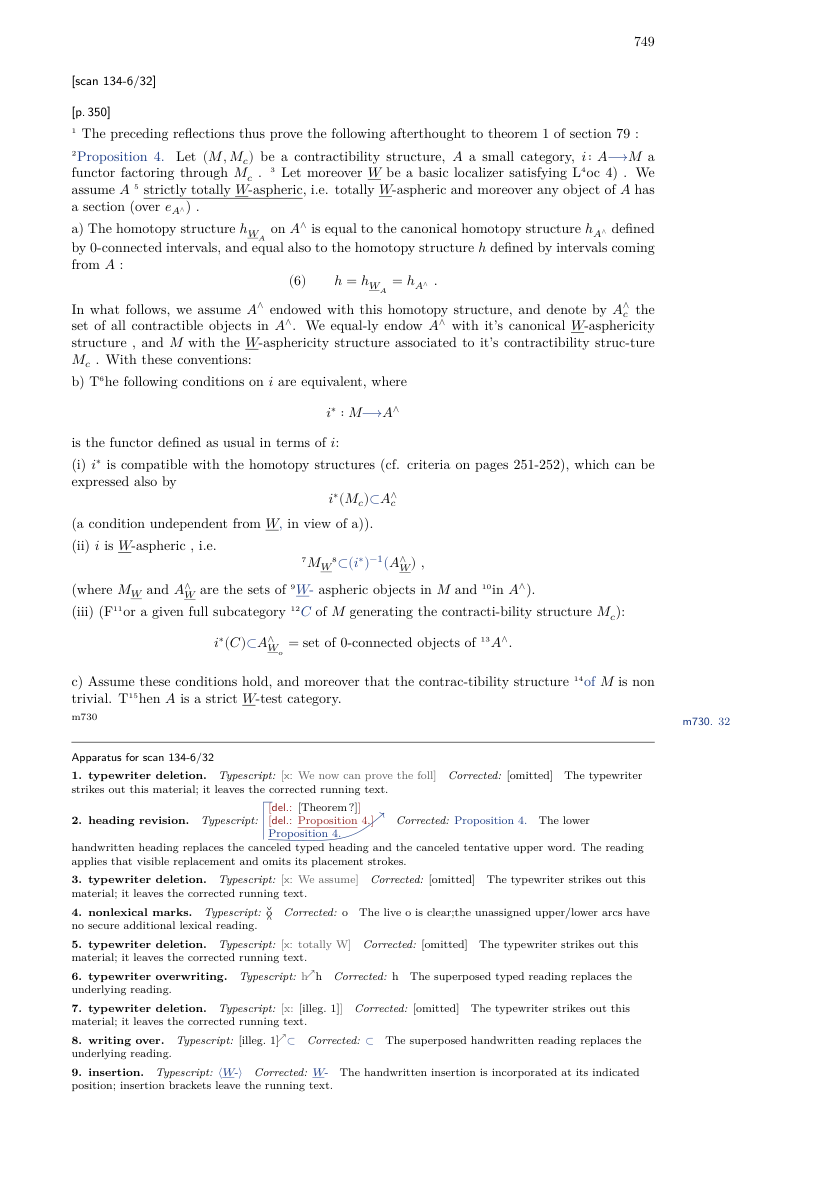 749
[scan 134-6/32]
[p. 350]
¹ The preceding reflections thus prove the following afterthought to theorem 1 of section 79 :
²Proposition 4. Let (M, M_c) be a contractibility structure, A a small category, i : A⟶M a
functor factoring through M_c . ³ Let moreover W be a basic localizer satisfying L⁴oc 4) . We
assume A ⁵ strictly totally W-aspheric, i.e. totally W-aspheric and moreover any object of A has
a section (over e_{A^∧}) .
a) The homotopy structure h_{W_A} on A^∧ is equal to the canonical homotopy structure h_{A^∧} defined
by 0-connected intervals, and equal also to the homotopy structure h defined by intervals coming
from A :
(6) h = h_{W_A} = h_{A^∧} .
In what follows, we assume A^∧ endowed with this homotopy structure, and denote by A_c^∧ the
set of all contractible objects in A^∧. We equal-ly endow A^∧ with it's canonical W-asphericity
structure , and M with the W-asphericity structure associated to it's contractibility struc-ture
M_c . With these conventions:
b) T⁶he following conditions on i are equivalent, where
i* : M⟶A^∧
is the functor defined as usual in terms of i:
(i) i* is compatible with the homotopy structures (cf. criteria on pages 251-252), which can be
expressed also by
i*(M_c)⊂A_c^∧
(a condition undependent from W, in view of a)).
(ii) i is W-aspheric , i.e.
⁷M_W⁸⊂(i*)⁻¹(A_W^∧) ,
(where M_W and A_W^∧ are the sets of ⁹W- aspheric objects in M and ¹⁰in A^∧).
(iii) (F¹¹or a given full subcategory ¹²C of M generating the contracti-bility structure M_c):
i*(C)⊂A_{W_o}^∧ = set of 0-connected objects of ¹³A^∧.
c) Assume these conditions hold, and moreover that the contrac-tibility structure ¹⁴of M is non
trivial. T¹⁵hen A is a strict W-test category.
m730
m730. 32
Apparatus for scan 134-6/32
1. typewriter deletion. Typescript: [x: We now can prove the foll] Corrected: [omitted] The typewriter
strikes out this material; it leaves the corrected running text.
[del.: [Theorem?]]
2. heading revision. Typescript: [del.: Proposition 4.] Corrected: Proposition 4. The lower
Proposition 4.
handwritten heading replaces the canceled typed heading and the canceled tentative upper word. The reading
applies that visible replacement and omits its placement strokes.
3. typewriter deletion. Typescript: [x: We assume] Corrected: [omitted] The typewriter strikes out this
material; it leaves the corrected running text.
4. nonlexical marks. Typescript: o Corrected: o The live o is clear;the unassigned upper/lower arcs have
no secure additional lexical reading.
5. typewriter deletion. Typescript: [x: totally W] Corrected: [omitted] The typewriter strikes out this
material; it leaves the corrected running text.
6. typewriter overwriting. Typescript: h↗h Corrected: h The superposed typed reading replaces the
underlying reading.
7. typewriter deletion. Typescript: [x: [illeg. 1]] Corrected: [omitted] The typewriter strikes out this
material; it leaves the corrected running text.
8. writing over. Typescript: [illeg. 1]↗⊂ Corrected: ⊂ The superposed handwritten reading replaces the
underlying reading.
9. insertion. Typescript: ⟨W-⟩ Corrected: W- The handwritten insertion is incorporated at its indicated
position; insertion brackets leave the running text.